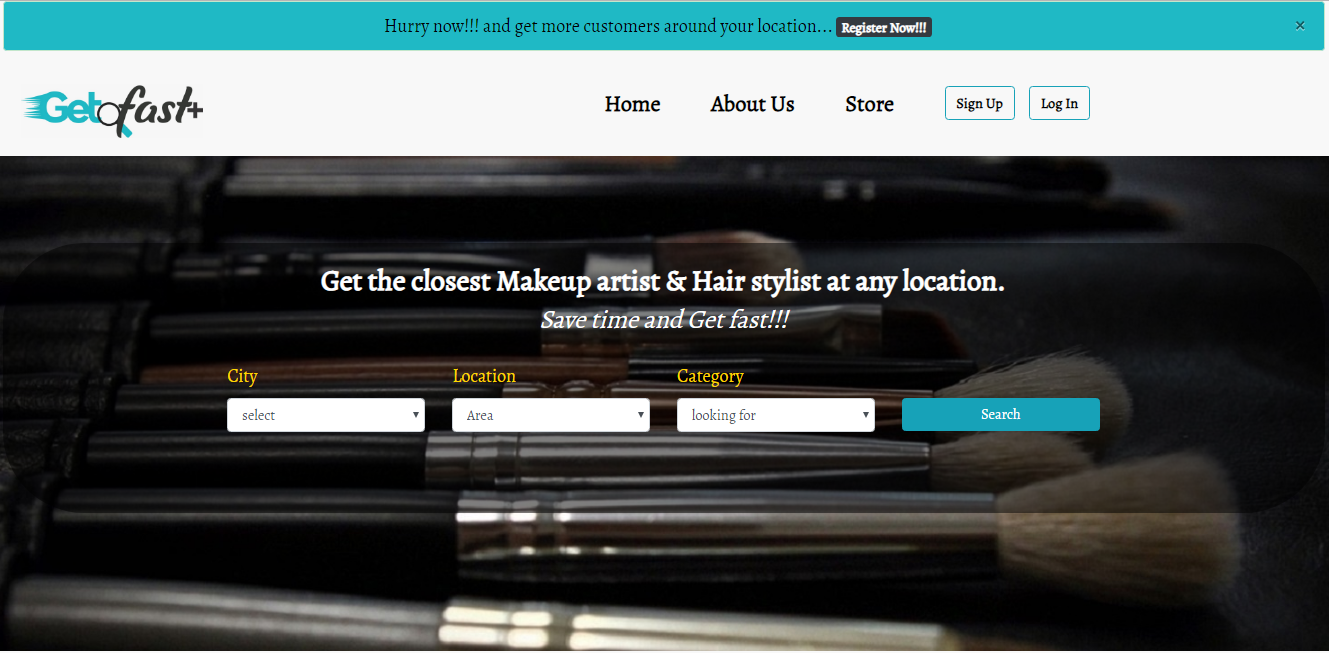 Hurry now!!! and get more customers around your location... Register Now!!! ×
Getofast+
Home About Us Store Sign Up Log In
Get the closest Makeup artist & Hair stylist at any location.
Save time and Get fast!!!
City Location Category
select Area looking for Search